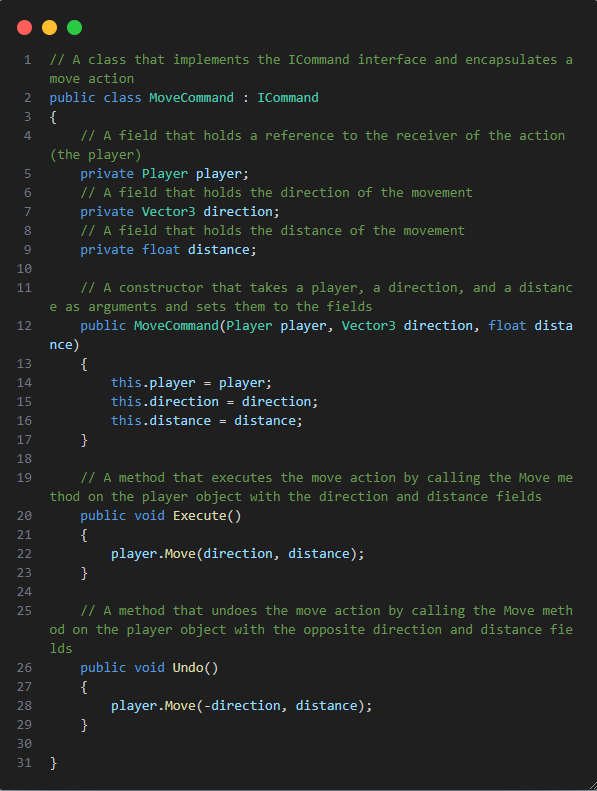 1 // A class that implements the ICommand interface and encapsulates a
move action
2 public class MoveCommand : ICommand
3 {
4     // A field that holds a reference to the receiver of the action
(the player)
5     private Player player;
6     // A field that holds the direction of the movement
7     private Vector3 direction;
8     // A field that holds the distance of the movement
9     private float distance;
10
11     // A constructor that takes a player, a direction, and a distanc
e as arguments and sets them to the fields
12     public MoveCommand(Player player, Vector3 direction, float dista
nce)
13     {
14         this.player = player;
15         this.direction = direction;
16         this.distance = distance;
17     }
18
19     // A method that executes the move action by calling the Move me
thod on the player object with the direction and distance fields
20     public void Execute()
21     {
22         player.Move(direction, distance);
23     }
24
25     // A method that undoes the move action by calling the Move meth
od on the player object with the opposite direction and distance fie
lds
26     public void Undo()
27     {
28         player.Move(-direction, distance);
29     }
30
31 }